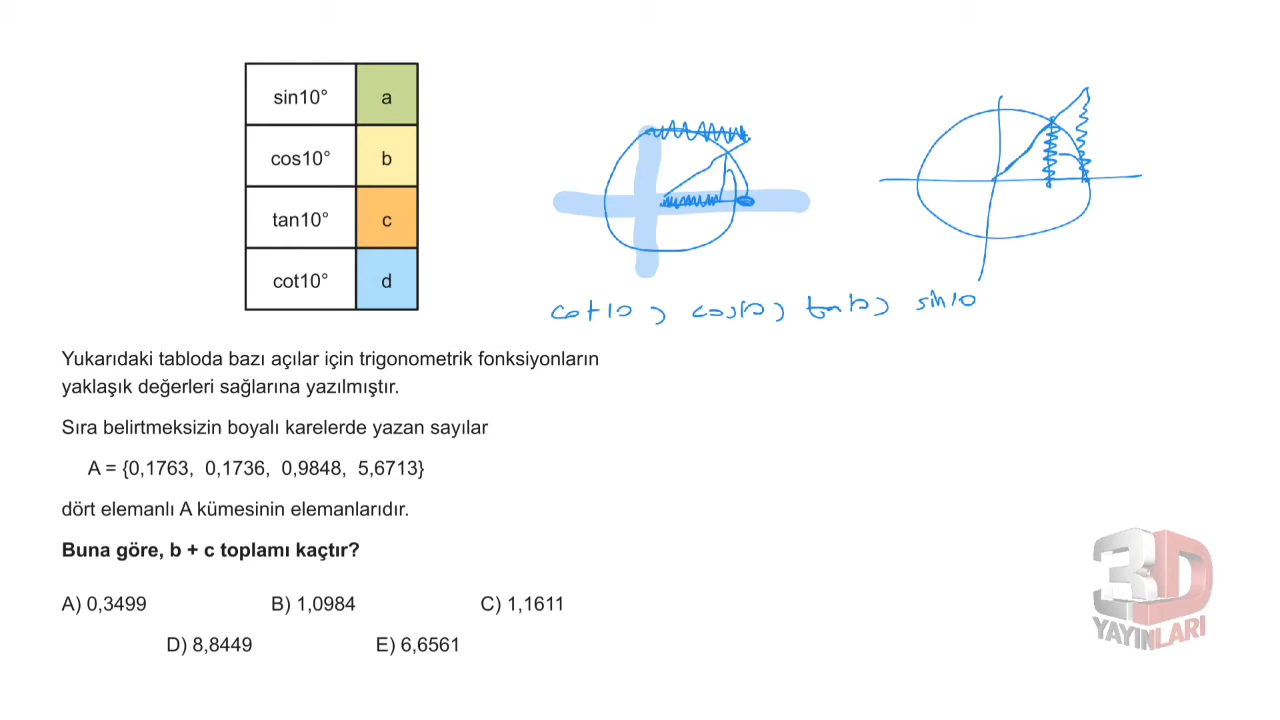 sin10° a
cos10° b
tan10° c
cot10° d
cot10 > cos10 > tan10 > sin10
Yukarıdaki tabloda bazı açılar için trigonometrik fonksiyonların
yaklaşık değerleri sağlarına yazılmıştır.
Sıra belirtmeksizin boyalı karelerde yazan sayılar
A = {0,1763, 0,1736, 0,9848, 5,6713}
dört elemanlı A kümesinin elemanlarıdır.
Buna göre, b + c toplamı kaçtır?
A) 0,3499 B) 1,0984 C) 1,1611
D) 8,8449 E) 6,6561
3D
YAYINLARI